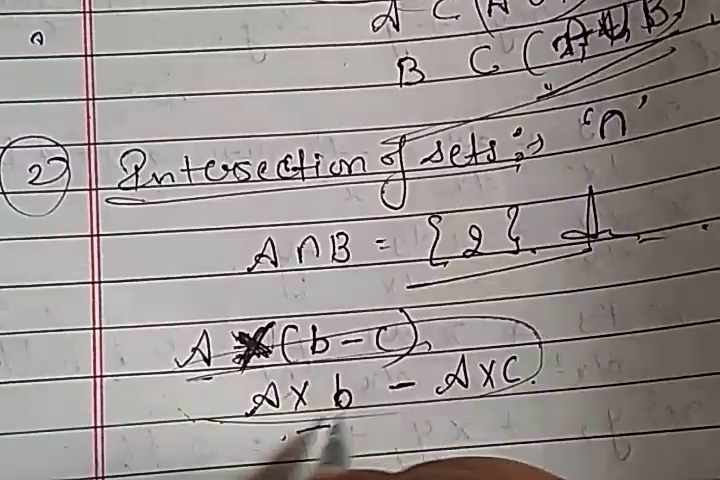 A C (A
B C (A U B)
2) Intersection of sets :- '∩'
A ∩ B = {2}.
A × (b - c),
A × b - A × C.